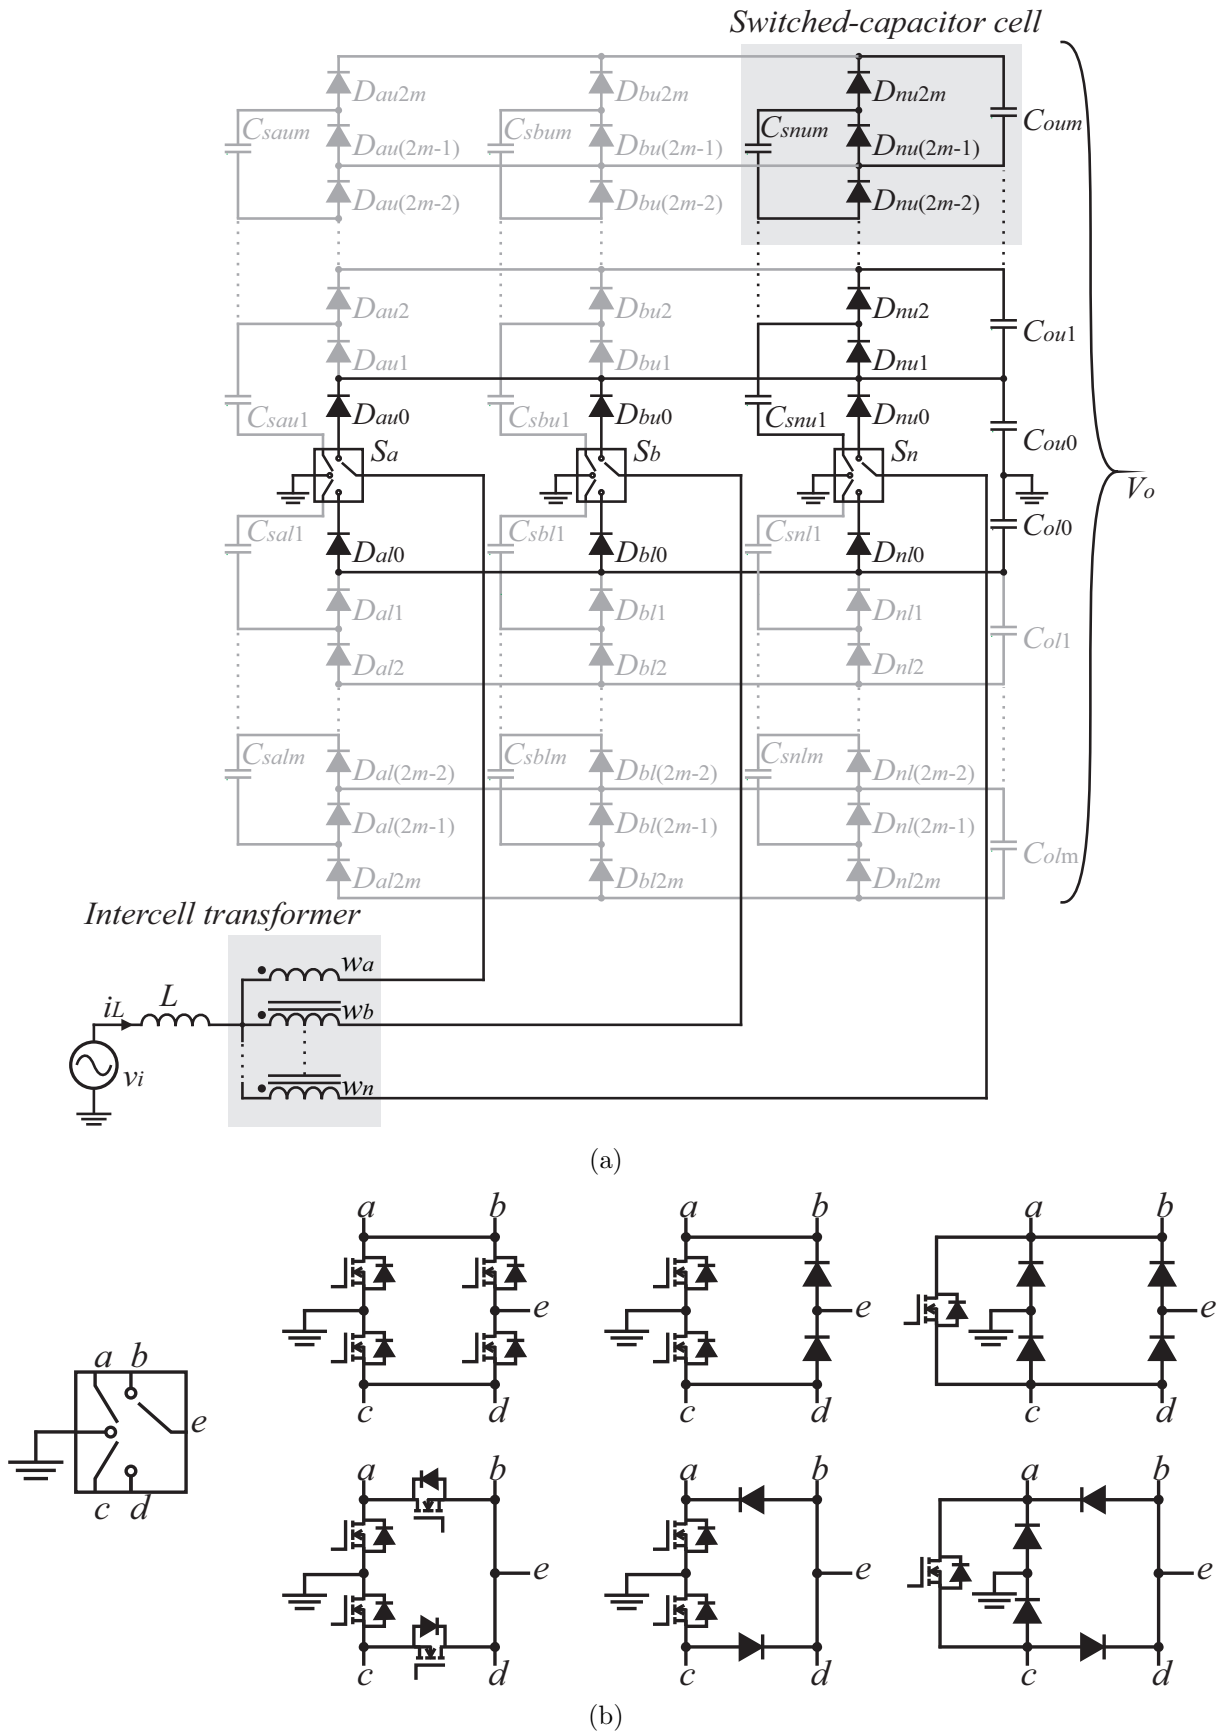 Switched-capacitor cell
Dau2m Dbu2m Dnu2m
Csaum Csbum Csnum Coum
Dau(2m-1) Dbu(2m-1) Dnu(2m-1)
Dau(2m-2) Dbu(2m-2) Dnu(2m-2)
Dau2 Dbu2 Dnu2
Cou1
Dau1 Dbu1 Dnu1
Csau1 Dau0 Csbu1 Dbu0 Csnu1 Dnu0 Cou0
Sa Sb Sn
Vo
Csal1 Dal0 Csbl1 Dbl0 Csnl1 Dnl0 Col0
Dal1 Dbl1 Dnl1
Col1
Dal2 Dbl2 Dnl2
Csalm Dal(2m-2) Csblm Dbl(2m-2) Csnlm Dnl(2m-2)
Dal(2m-1) Dbl(2m-1) Dnl(2m-1)
Colm
Dal2m Dbl2m Dnl2m
Intercell transformer
wa
iL L wb
vi wn
(a)
a b a b a b
e e e
c d c d c d
a b
e
c d
a b a b a b
e e e
c d c d c d
(b)